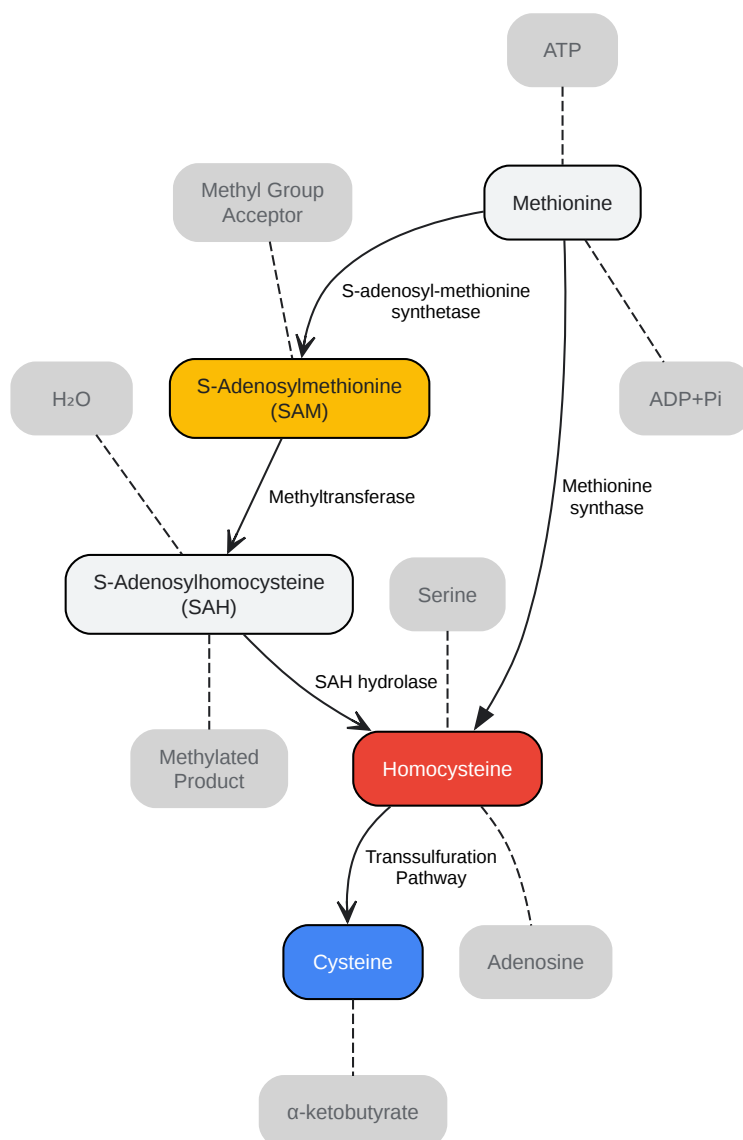 ATP
Methyl Group
Acceptor
Methionine
S-adenosyl-methionine
synthetase
H₂O
S-Adenosylmethionine
(SAM)
ADP+Pi
Methyltransferase
Methionine
synthase
S-Adenosylhomocysteine
(SAH)
Serine
SAH hydrolase
Methylated
Product
Homocysteine
Transsulfuration
Pathway
Cysteine
Adenosine
α-ketobutyrate